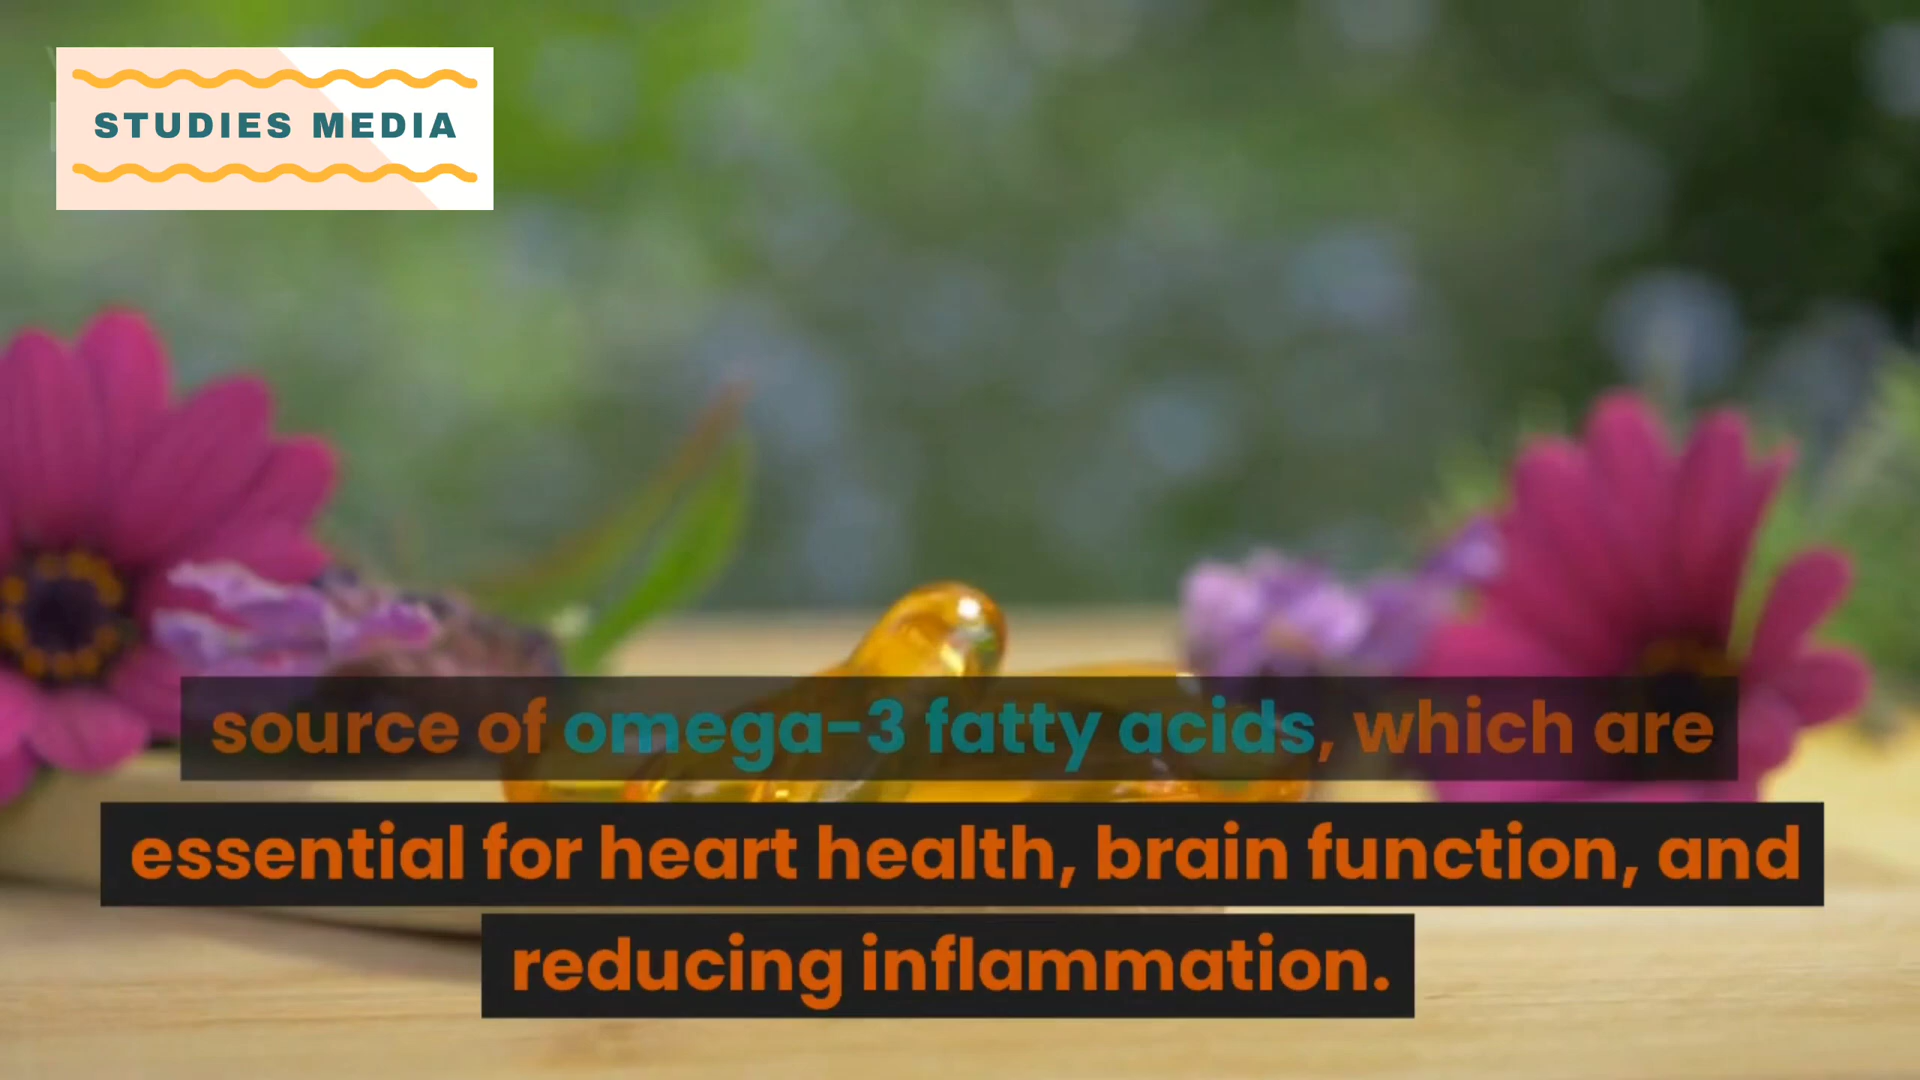 STUDIES MEDIA
source of omega-3 fatty acids, which are
essential for heart health, brain function, and
reducing inflammation.